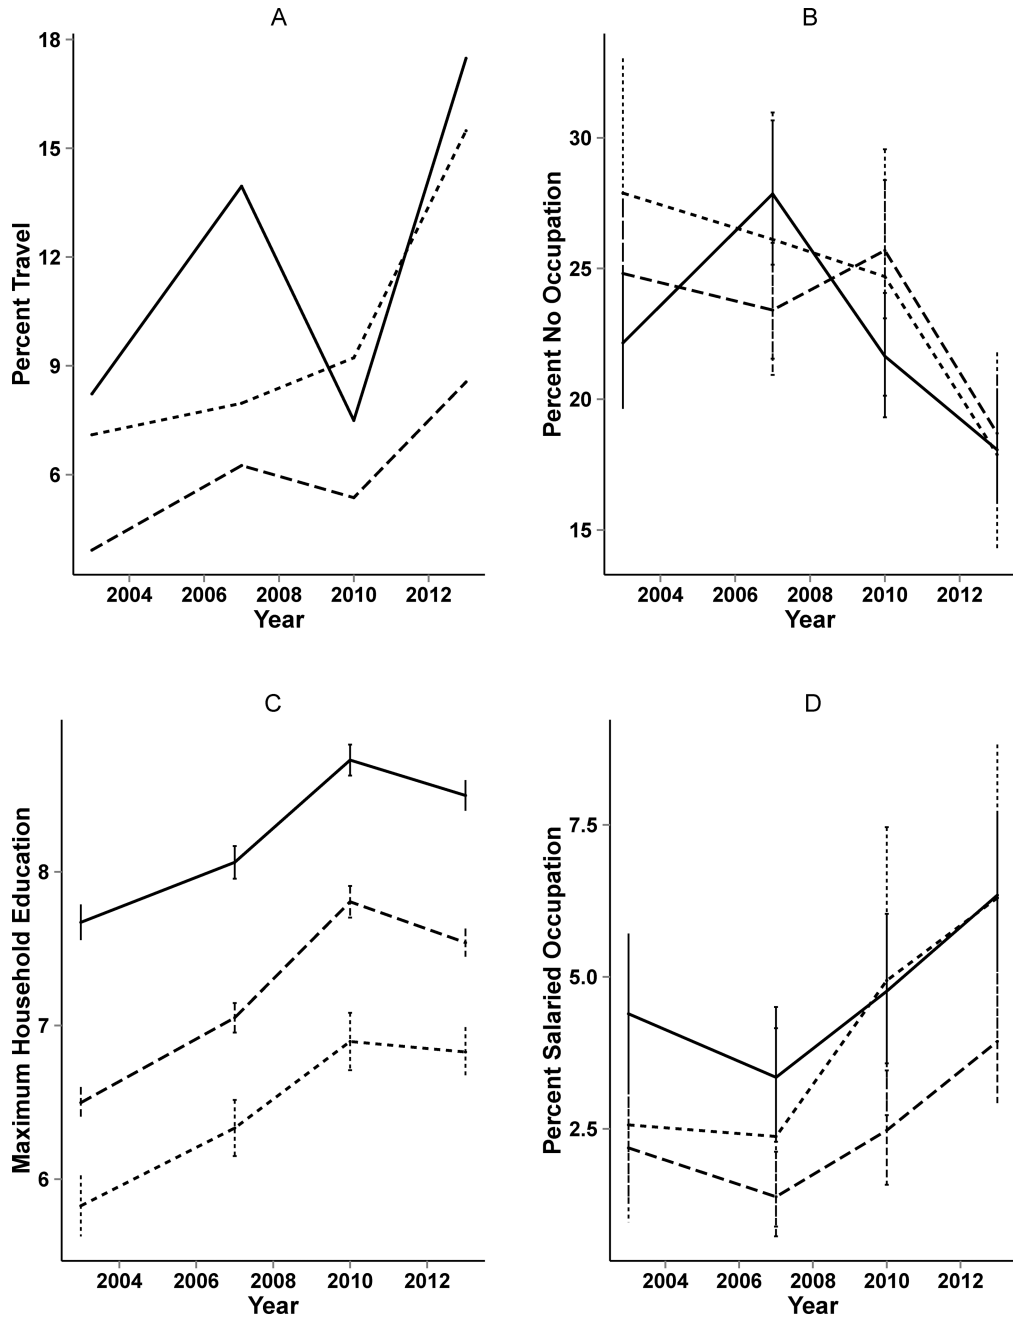 A
Percent Travel
18
15
12
9
6
2004 2006 2008 2010 2012
Year
B
Percent No Occupation
30
25
20
15
2004 2006 2008 2010 2012
Year
C
Maximum Household Education
8
7
6
2004 2006 2008 2010 2012
Year
D
Percent Salaried Occupation
7.5
5.0
2.5
2004 2006 2008 2010 2012
Year